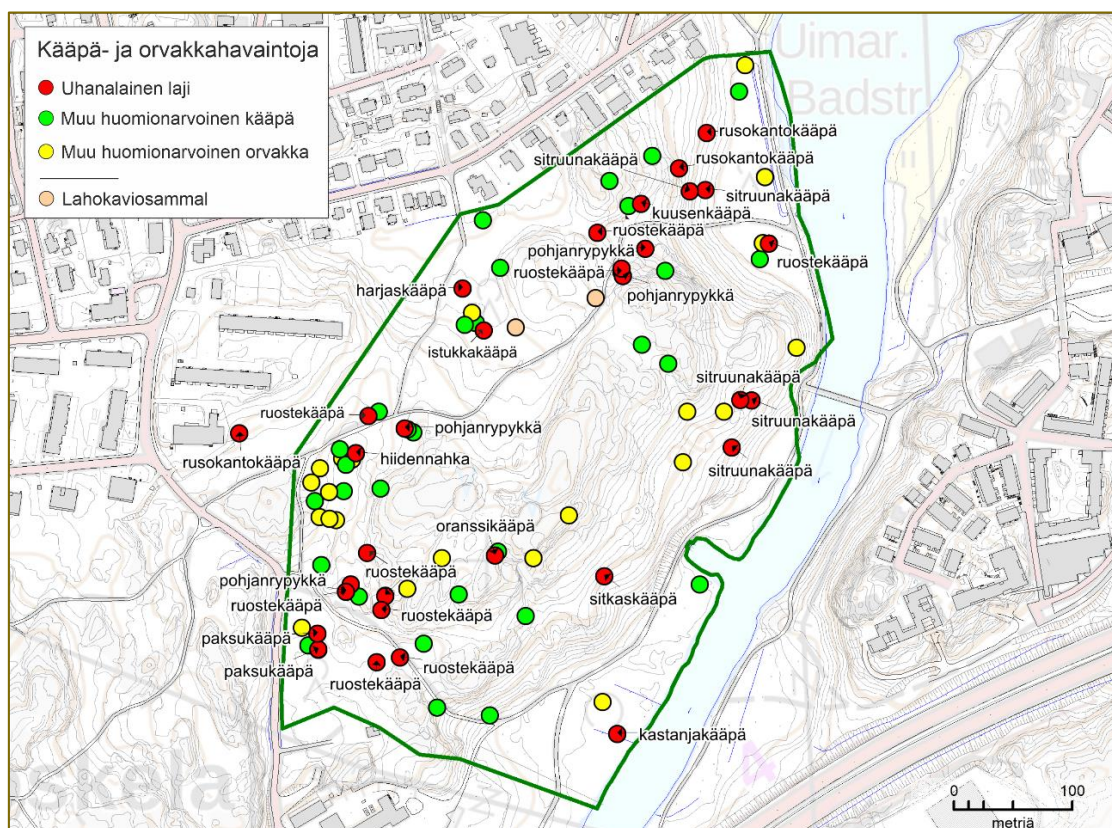 Kääpä- ja orvakkahavaintoja
Uhanalainen laji
Muu huomionarvoinen kääpä
Muu huomionarvoinen orvakka
Lahokaviosammal
Uimar.
Badstr
rusokantokääpä
sitruunakääpä
rusokantokääpä
sitruunakääpä
kuusenkääpä
ruostekääpä
pohjanrypykkä
ruostekääpä
ruostekääpä
pohjanrypykkä
harjaskääpä
istukkakääpä
sitruunakääpä
ruostekääpä
sitruunakääpä
pohjanrypykkä
rusokantokääpä
hiidennahka
sitruunakääpä
oranssikääpä
ruostekääpä
pohjanrypykkä
sitkaskääpä
ruostekääpä
ruostekääpä
paksukääpä
paksukääpä
ruostekääpä
ruostekääpä
kastanjakääpä
oskela
0
100
metriä